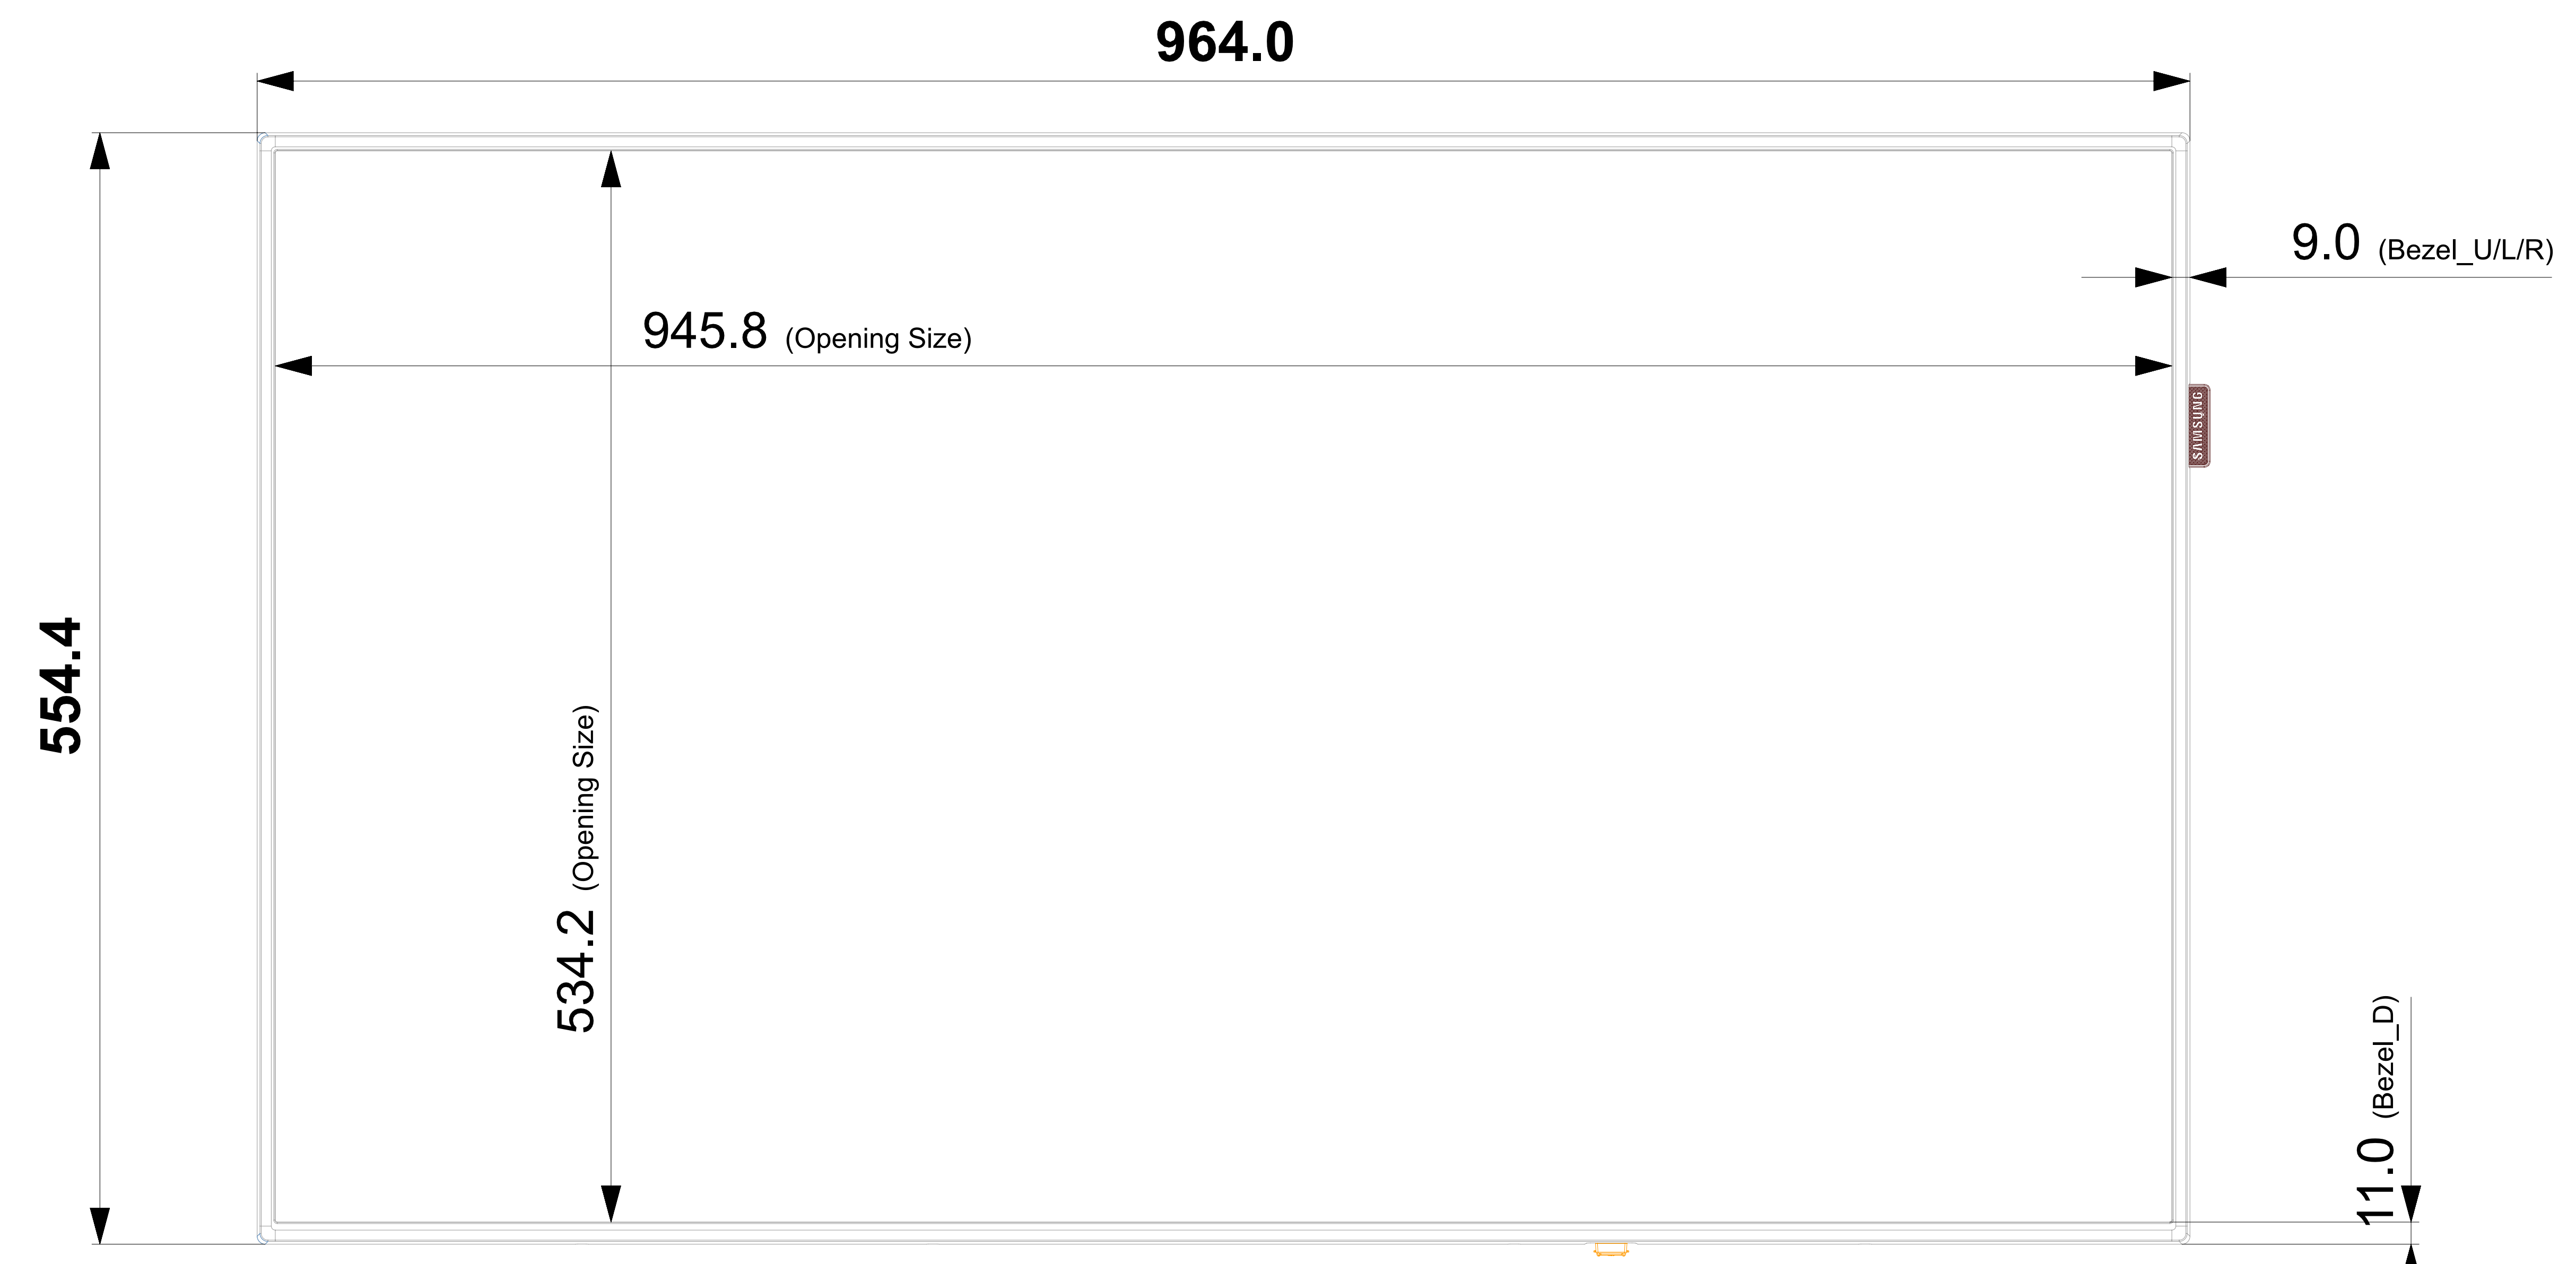 964.0
9.0 (Bezel_U/L/R)
945.8 (Opening Size)
SAMSUNG
554.4
534.2 (Opening Size)
11.0 (Bezel_D)